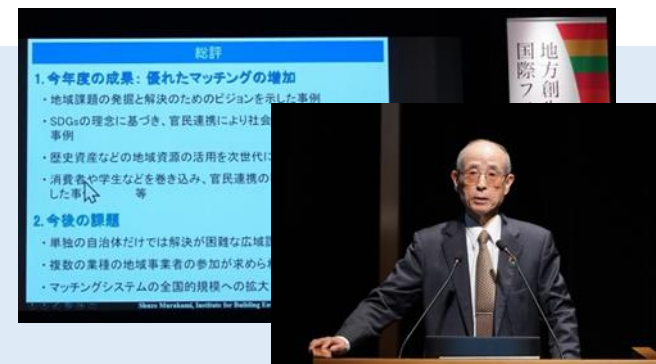 総評
1.今年度の成果: 優れたマッチングの増加
・地域課題の発掘と解決のためのビジョンを示した事例
・SDGsの理念に基づき、官民連携により社会
事例
・歴史資産などの地域資源の活用を次世代に
・消費者や学生などを巻き込み、官民連携の
した事 等
2.今後の課題
・単独の自治体だけでは解決が困難な広域
・複数の業種の地域事業者の参加が求めら
・マッチングシステムの全国的規模への拡大
Shuzo Murakami, Institute for Building
地方創
国際フ